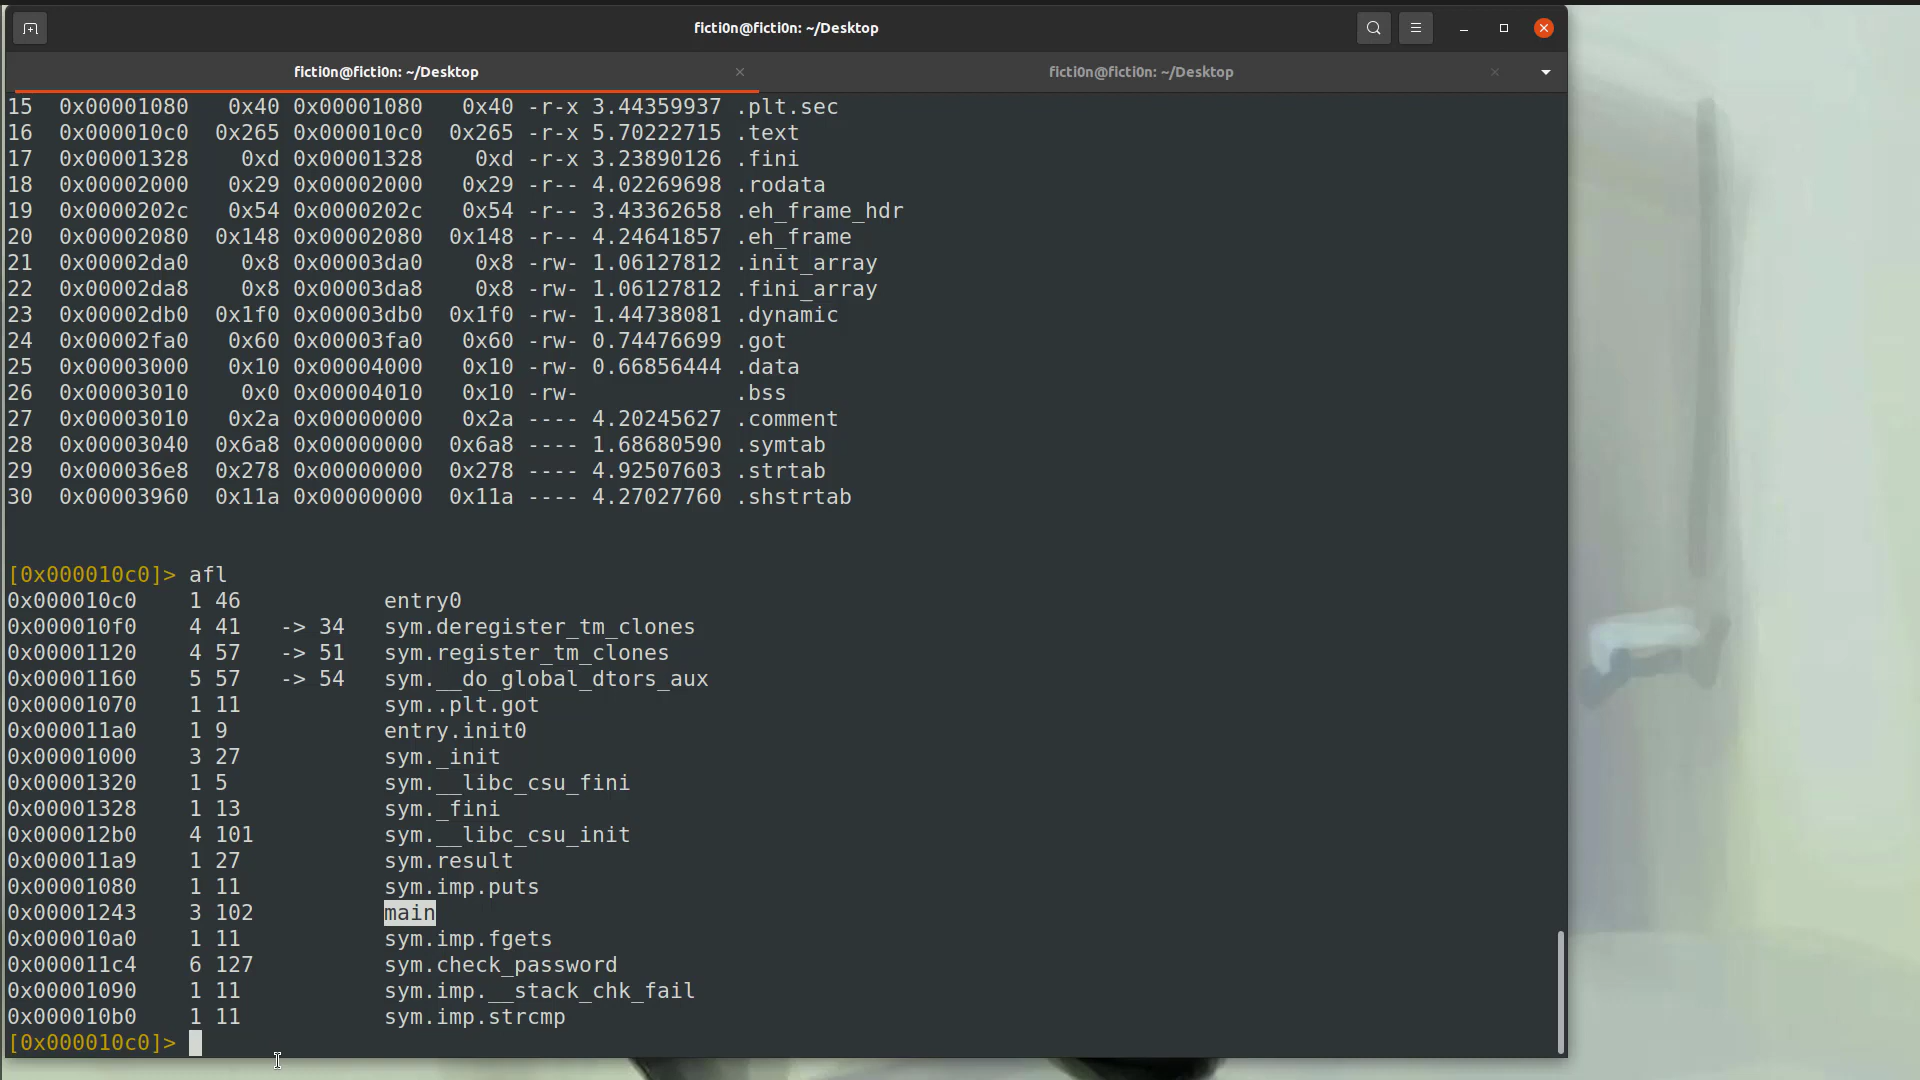 ficti0n@ficti0n: ~/Desktop
ficti0n@ficti0n: ~/Desktop ficti0n@ficti0n: ~/Desktop
15 0x00001080 0x40 0x00001080 0x40 -r-x 3.44359937 .plt.sec
16 0x000010c0 0x265 0x000010c0 0x265 -r-x 5.70222715 .text
17 0x00001328 0xd 0x00001328 0xd -r-x 3.23890126 .fini
18 0x00002000 0x29 0x00002000 0x29 -r-- 4.02269698 .rodata
19 0x0000202c 0x54 0x0000202c 0x54 -r-- 3.43362658 .eh_frame_hdr
20 0x00002080 0x148 0x00002080 0x148 -r-- 4.24641857 .eh_frame
21 0x00002da0 0x8 0x00003da0 0x8 -rw- 1.06127812 .init_array
22 0x00002da8 0x8 0x00003da8 0x8 -rw- 1.06127812 .fini_array
23 0x00002db0 0x1f0 0x00003db0 0x1f0 -rw- 1.44738081 .dynamic
24 0x00002fa0 0x60 0x00003fa0 0x60 -rw- 0.74476699 .got
25 0x00003000 0x10 0x00004000 0x10 -rw- 0.66856444 .data
26 0x00003010 0x0 0x00004010 0x10 -rw- .bss
27 0x00003010 0x2a 0x00000000 0x2a ---- 4.20245627 .comment
28 0x00003040 0x6a8 0x00000000 0x6a8 ---- 1.68680590 .symtab
29 0x000036e8 0x278 0x00000000 0x278 ---- 4.92507603 .strtab
30 0x00003960 0x11a 0x00000000 0x11a ---- 4.27027760 .shstrtab
[0x000010c0]> afl
0x000010c0 1 46 entry0
0x000010f0 4 41 -> 34 sym.deregister_tm_clones
0x00001120 4 57 -> 51 sym.register_tm_clones
0x00001160 5 57 -> 54 sym.__do_global_dtors_aux
0x00001070 1 11 sym..plt.got
0x000011a0 1 9 entry.init0
0x00001000 3 27 sym._init
0x00001320 1 5 sym.__libc_csu_fini
0x00001328 1 13 sym._fini
0x000012b0 4 101 sym.__libc_csu_init
0x000011a9 1 27 sym.result
0x00001080 1 11 sym.imp.puts
0x00001243 3 102 main
0x000010a0 1 11 sym.imp.fgets
0x000011c4 6 127 sym.check_password
0x00001090 1 11 sym.imp.__stack_chk_fail
0x000010b0 1 11 sym.imp.strcmp
[0x000010c0]>